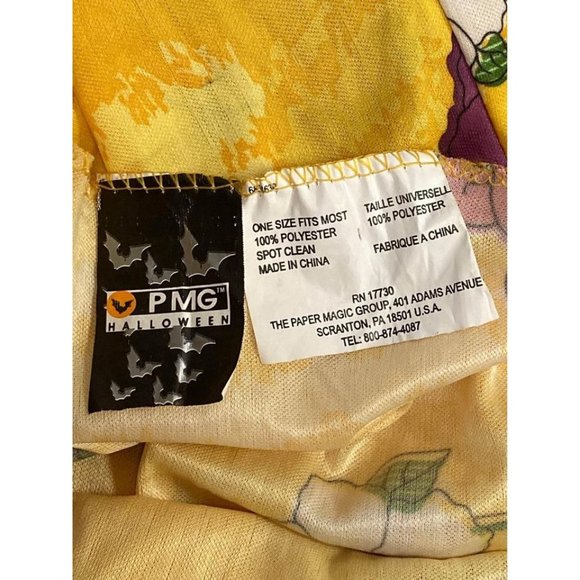 PMG™
HALLOWEEN
ONE SIZE FITS MOST
100% POLYESTER
SPOT CLEAN
MADE IN CHINA
TAILLE UNIVERSELL
100% POLYESTER
FABRIQUE A CHINA
RN 17730
THE PAPER MAGIC GROUP, 401 ADAMS AVENUE
SCRANTON, PA 18501 U.S.A.
TEL: 800-874-4087